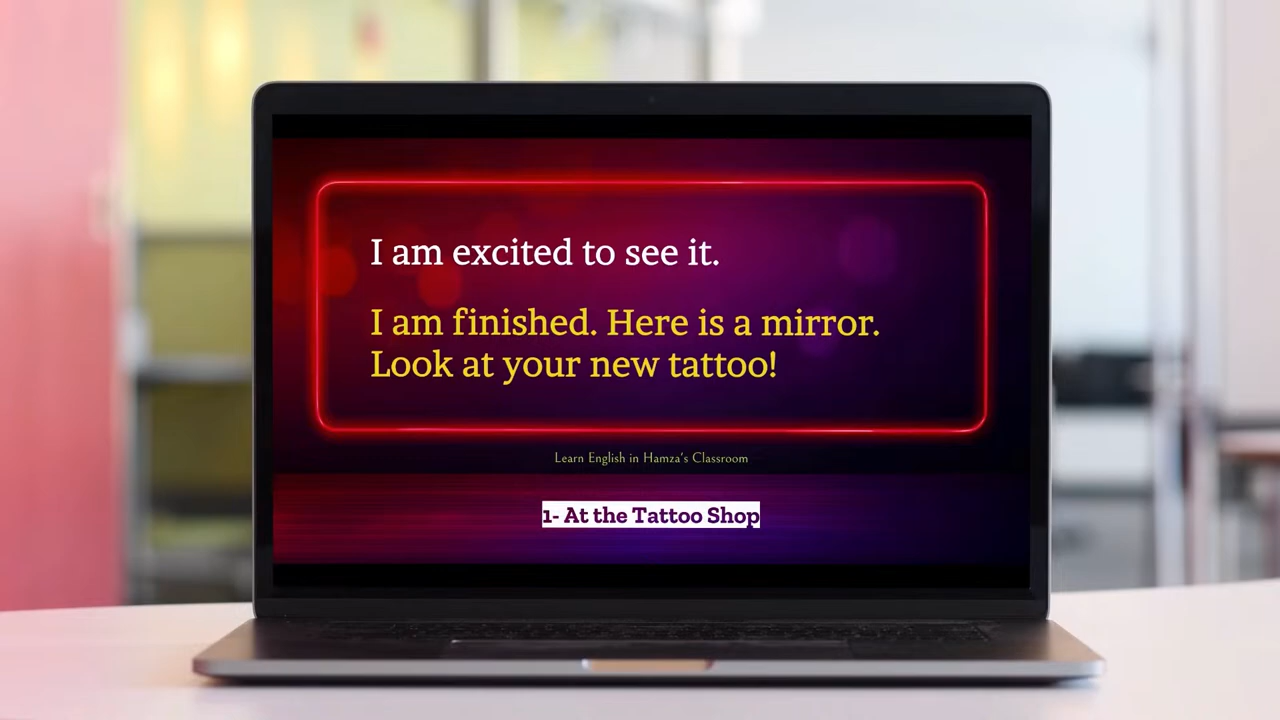 I am excited to see it.
I am finished. Here is a mirror.
Look at your new tattoo!
Learn English in Hamza's Classroom
1- At the Tattoo Shop